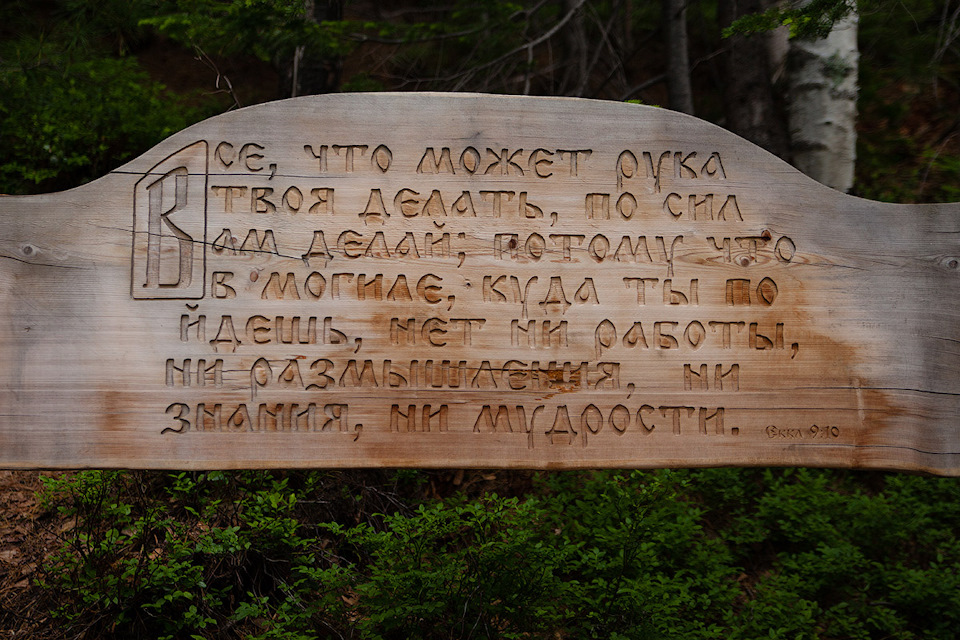 Все, что может рука
твоя делать, по сил
ам делай; потому что
в могиле, куда ты по
йдешь, нет ни работы,
ни размышления, ни
знания, ни мудрости.
Екка 9:10